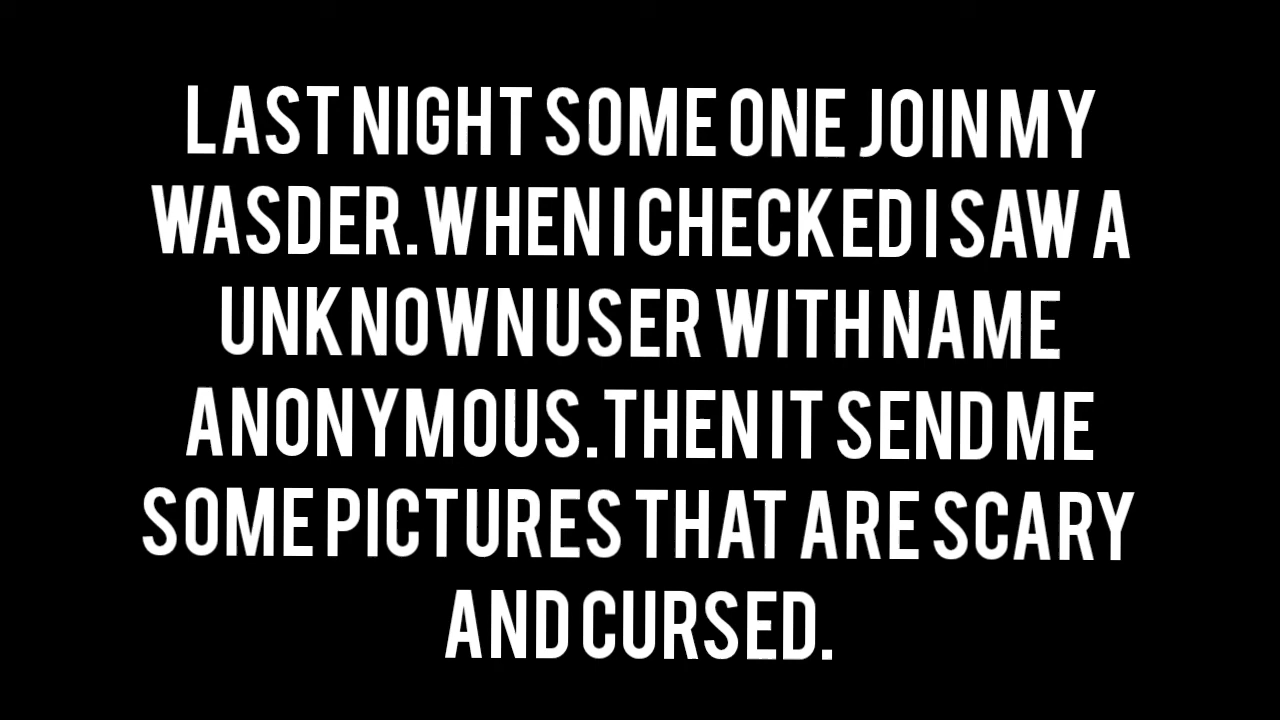 LAST NIGHT SOME ONE JOIN MY
WASDER. WHEN I CHECKED I SAW A
UNKNOWN USER WITH NAME
ANONYMOUS. THEN IT SEND ME
SOME PICTURES THAT ARE SCARY
AND CURSED.